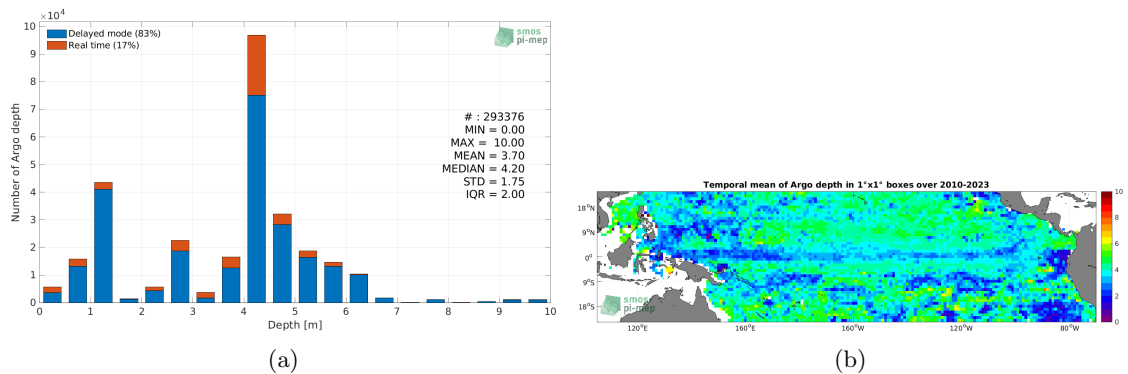 ×10⁴
Delayed mode (83%)
Real time (17%)
smos
pi-mep
10
9
8
7
6
5
4
3
2
1
0
Number of Argo depth
# : 293376
MIN = 0.00
MAX = 10.00
MEAN = 3.70
MEDIAN = 4.20
STD = 1.75
IQR = 2.00
0 1 2 3 4 5 6 7 8 9 10
Depth [m]
(a)
Temporal mean of Argo depth in 1°x1° boxes over 2010-2023
18°N
9°N
0°
9°S
18°S
smos
pi-mep
120°E 160°E 160°W 120°W 80°W
10
8
6
4
2
0
(b)